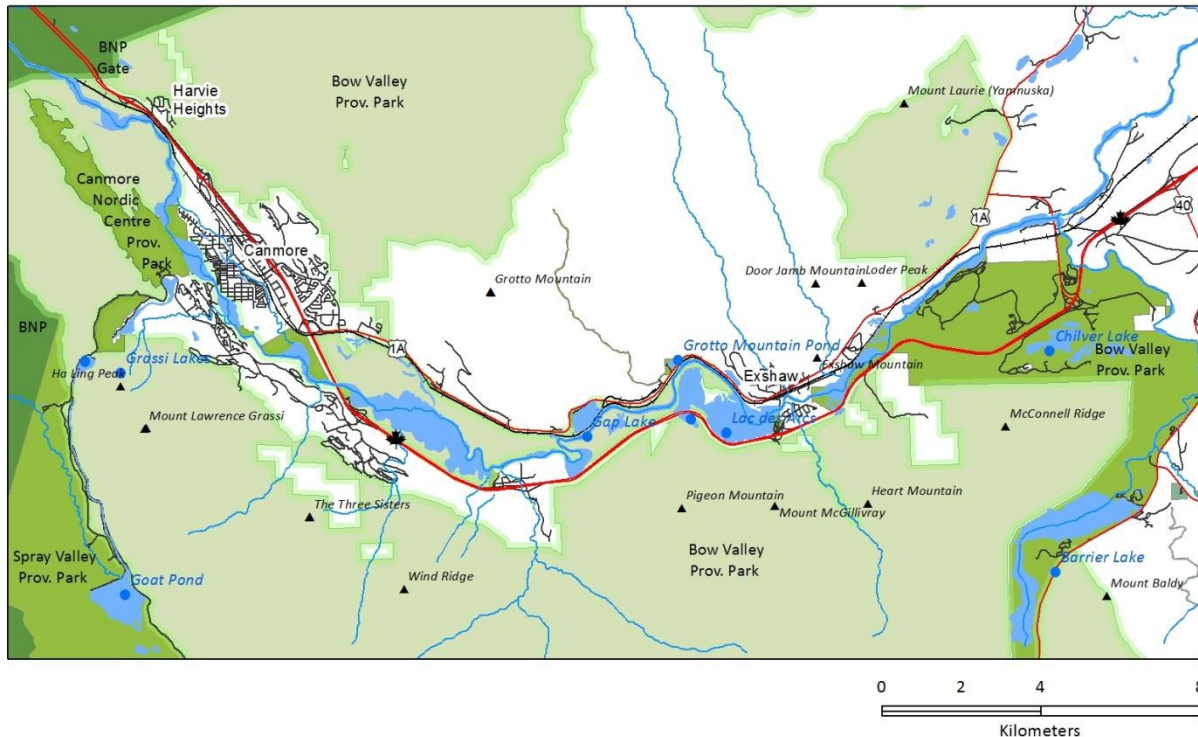 BNP
Gate
Harvie
Heights
Bow Valley
Prov. Park
Mount Laurie (Yamnuska)
Canmore
Nordic
Centre
Prov.
Park
Canmore
1A
40
Grotto Mountain
Door Jamb Mountain
Loder Peak
BNP
1A
Grotto Mountain Pond
Chilver Lake
Bow Valley
Prov. Park
Grassi Lakes
Ha Ling Peak
Exshaw
Exshaw Mountain
Mount Lawrence Grassi
Gap Lake
Lac des Arcs
McConnell Ridge
The Three Sisters
Pigeon Mountain
Mount McGillivray
Heart Mountain
Spray Valley
Prov. Park
Goat Pond
Wind Ridge
Bow Valley
Prov. Park
Barrier Lake
Mount Baldy
0 2 4 8
Kilometers